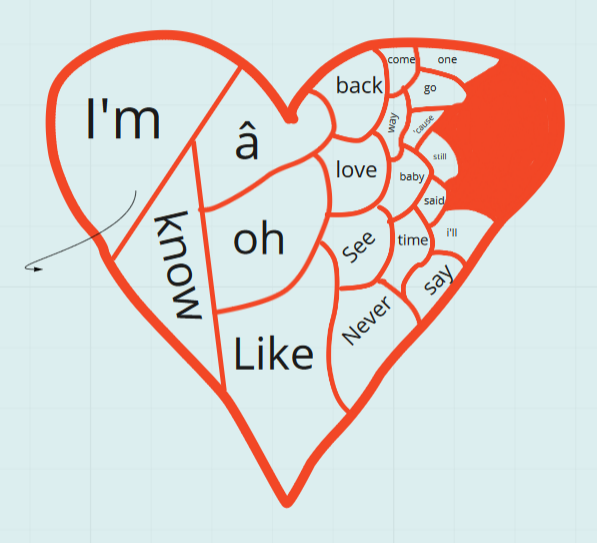 I'm
â
know
oh
Like
back
love
See
Never
come
one
go
way
'cause
still
baby
said
time
i'll
say